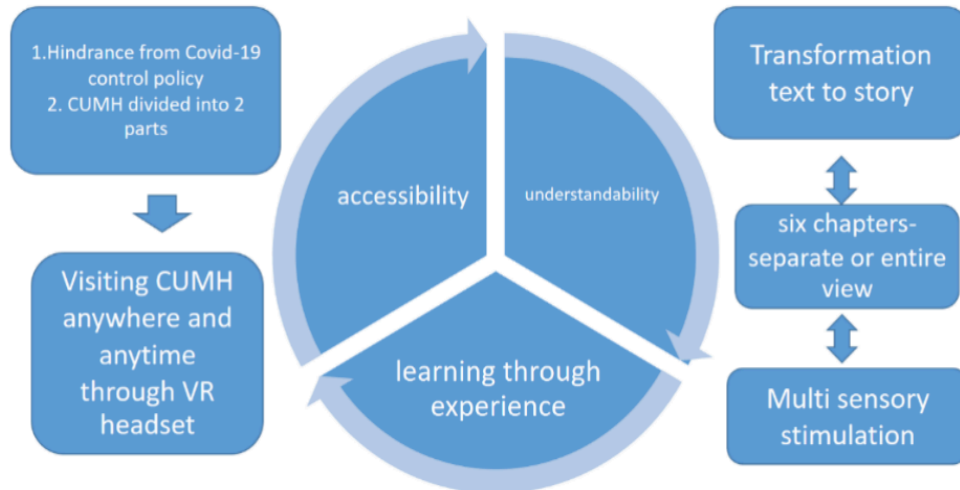 1.Hindrance from Covid-19
control policy
2. CUMH divided into 2
parts
Visiting CUMH
anywhere and
anytime
through VR
headset
accessibility
understandability
learning through
experience
Transformation
text to story
six chapters-
separate or entire
view
Multi sensory
stimulation